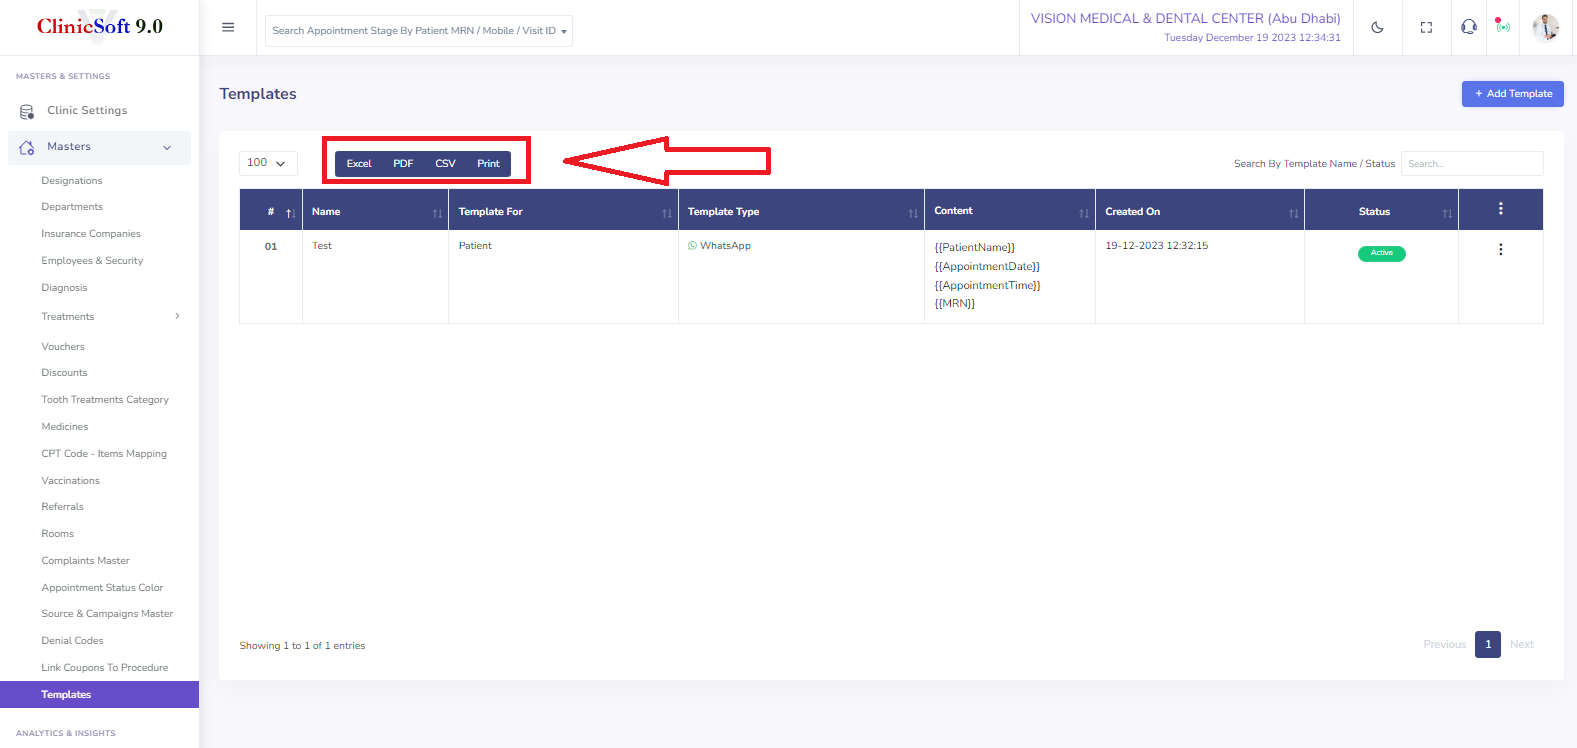 ClinicSoft 9.0
Search Appointment Stage By Patient MRN / Mobile / Visit ID
VISION MEDICAL & DENTAL CENTER (Abu Dhabi)
Tuesday December 19 2023 12:34:31
MASTERS & SETTINGS
Clinic Settings
Masters
Designations
Departments
Insurance Companies
Employees & Security
Diagnosis
Treatments
Vouchers
Discounts
Tooth Treatments Category
Medicines
CPT Code - Items Mapping
Vaccinations
Referrals
Rooms
Complaints Master
Appointment Status Color
Source & Campaigns Master
Denial Codes
Link Coupons To Procedure
Templates
ANALYTICS & INSIGHTS
Templates
+ Add Template
100
Excel PDF CSV Print
Search By Template Name / Status Search...
# Name Template For Template Type Content Created On Status
01 Test Patient WhatsApp {{PatientName}} 19-12-2023 12:32:15 Active
{{AppointmentDate}}
{{AppointmentTime}}
{{MRN}}
Showing 1 to 1 of 1 entries
Previous 1 Next